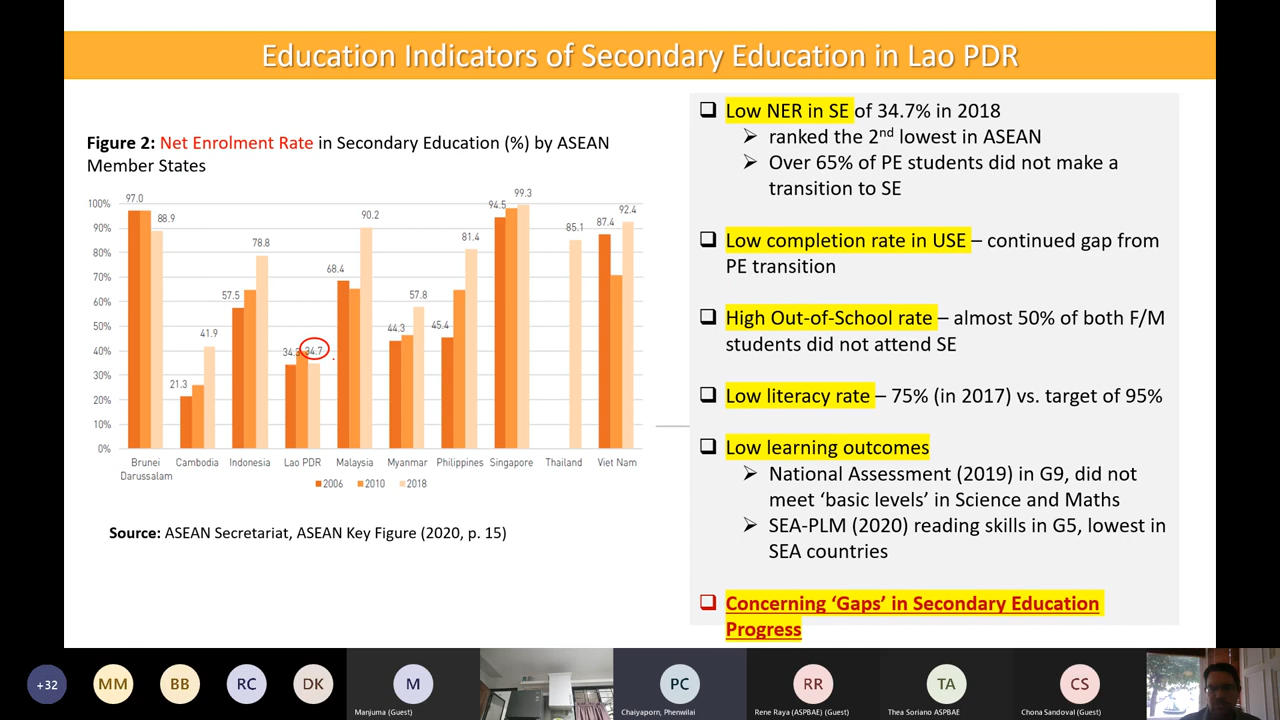 Education Indicators of Secondary Education in Lao PDR
Figure 2: Net Enrolment Rate in Secondary Education (%) by ASEAN
Member States
100%
90%
80%
70%
60%
50%
40%
30%
20%
10%
0%
97.0
88.9
21.3
41.9
57.5
78.8
34.3
34.7
68.4
90.2
44.3
57.8
45.4
81.4
94.5
99.3
85.1
87.4
92.4
Brunei
Darussalam
Cambodia
Indonesia
Lao PDR
Malaysia
Myanmar
Philippines
Singapore
Thailand
Viet Nam
2006
2010
2018
Source: ASEAN Secretariat, ASEAN Key Figure (2020, p. 15)
Low NER in SE of 34.7% in 2018
ranked the 2nd lowest in ASEAN
Over 65% of PE students did not make a
transition to SE
Low completion rate in USE – continued gap from
PE transition
High Out-of-School rate – almost 50% of both F/M
students did not attend SE
Low literacy rate – 75% (in 2017) vs. target of 95%
Low learning outcomes
National Assessment (2019) in G9, did not
meet ‘basic levels’ in Science and Maths
SEA-PLM (2020) reading skills in G5, lowest in
SEA countries
Concerning ‘Gaps’ in Secondary Education
Progress
+32
MM
BB
RC
DK
M
Manjuma (Guest)
PC
Chaiyaporn, Phenwilai
RR
Rene Raya (ASPBAE) (Guest)
TA
Thea Soriano ASPBAE
CS
Chona Sandoval (Guest)